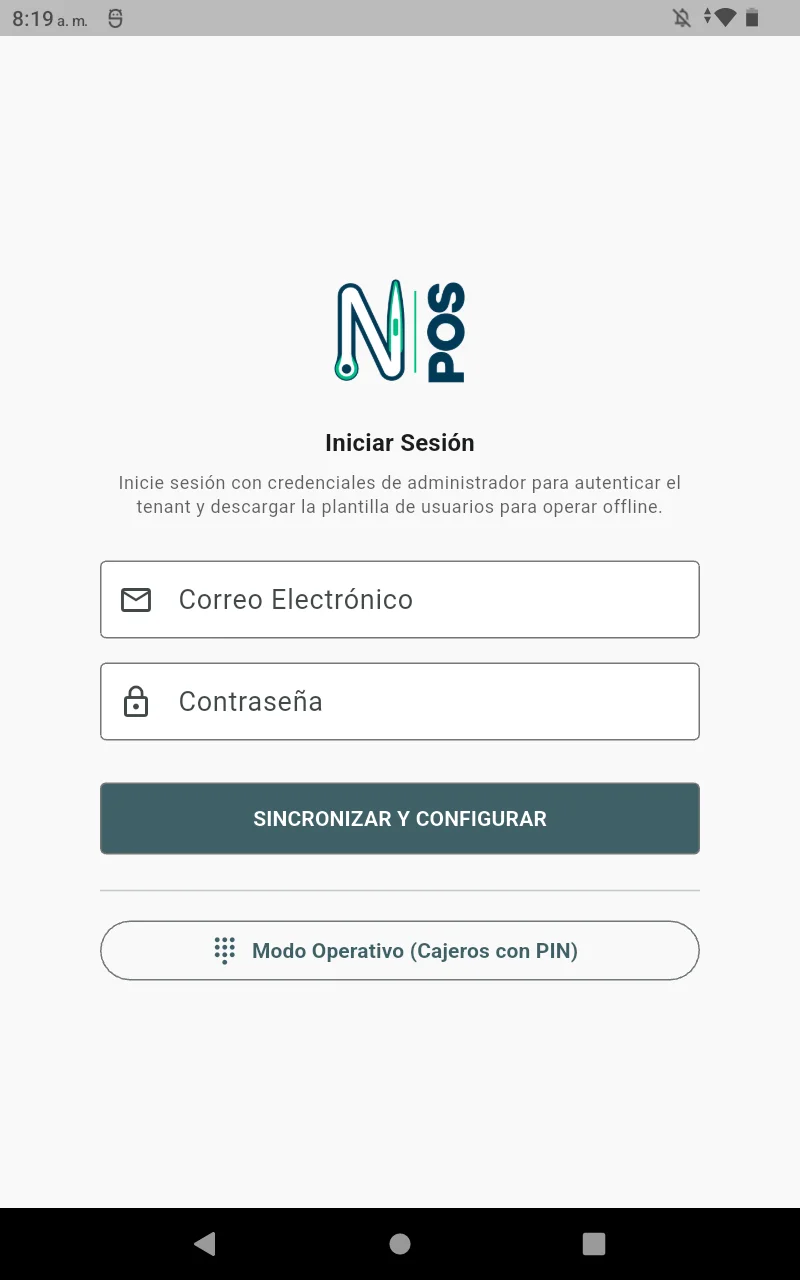 8:19 a. m.
N POS
Iniciar Sesión
Inicie sesión con credenciales de administrador para autenticar el
tenant y descargar la plantilla de usuarios para operar offline.
Correo Electrónico
Contraseña
SINCRONIZAR Y CONFIGURAR
Modo Operativo (Cajeros con PIN)